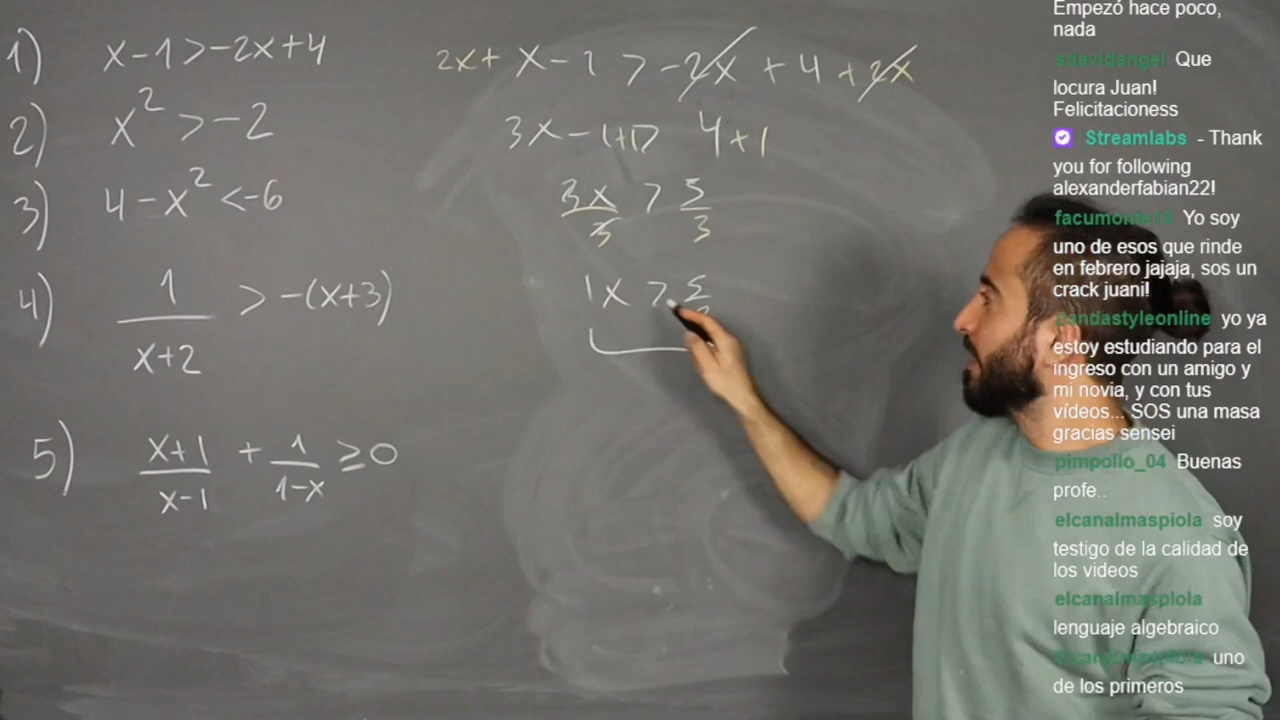 1) x-1>-2x+4
2) x²>-2
3) 4-x²<-6
4) 1/(x+2) > -(x+3)
5) (x+1)/(x-1) + 1/(1-x) ≥ 0
2x+ x-1 > -2x + 4 + 2x
3x-1+1> 4+1
3x/3 > 5/3
1x > 5
Empezó hace poco,
nada
sdavidangel Que
locura Juan!
Felicitacioness
Streamlabs - Thank
you for following
alexanderfabian22!
Yo soy
uno de esos que rinde
en febrero jajaja, sos un
crack juani!
pandastyleonline yo ya
estoy estudiando para el
ingreso con un amigo y
mi novia, y con tus
vídeos... SOS una masa
gracias sensei
pimpollo_04 Buenas
profe..
elcanalmaspiola soy
testigo de la calidad de
los videos
elcanalmaspiola
lenguaje algebraico
uno
de los primeros